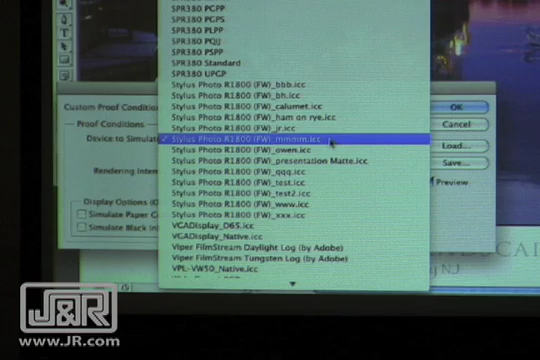 SPR380 PGPP
SPR380 PGPS
SPR380 PLPP
SPR380 PQIJ
SPR380 PSPP
SPR380 Standard
SPR380 UPGP
Stylus Photo R1800 (FW)_bbb.icc
Stylus Photo R1800 (FW)_bh.icc
Stylus Photo R1800 (FW)_calumet.icc
Stylus Photo R1800 (FW)_ham on rye.icc
Stylus Photo R1800 (FW)_jr.icc
Stylus Photo R1800 (FW)_mmmm.icc
Stylus Photo R1800 (FW)_owen.icc
Stylus Photo R1800 (FW)_presentation Matte.icc
Stylus Photo R1800 (FW)_qqq.icc
Stylus Photo R1800 (FW)_test.icc
Stylus Photo R1800 (FW)_test2.icc
Stylus Photo R1800 (FW)_www.icc
Stylus Photo R1800 (FW)_xxx.icc
VGADisplay_D65.icc
VGADisplay_Native.icc
Viper FilmStream Daylight Log (by Adobe)
Viper FilmStream Tungsten Log (by Adobe)
VPL-VW50_Native.icc
Custom Proof Condition
Proof Conditions
Device to Simulate
Rendering Inten
Display Options (O
Simulate Paper C
Simulate Black In
OK
Cancel
Load...
Save...
Preview
NDSCA
NJ
J&R
www.JR.com